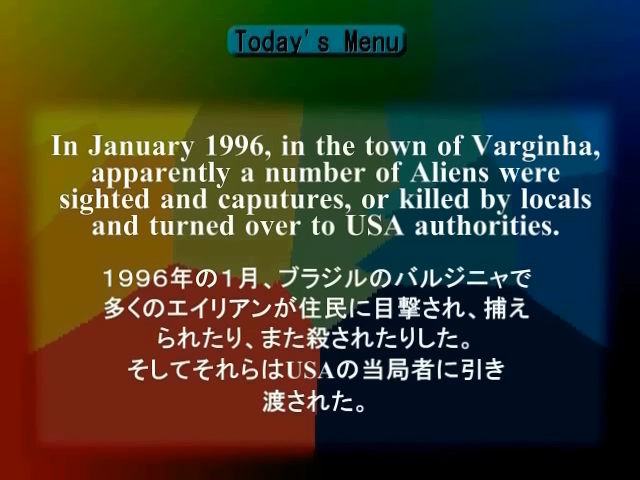 Today's Menu
In January 1996, in the town of Varginha,
apparently a number of Aliens were
sighted and caputures, or killed by locals
and turned over to USA authorities.
１９９６年の１月、ブラジルのバルジニャで
多くのエイリアンが住民に目撃され、捕え
られたり、また殺されたりした。
そしてそれらはUSAの当局者に引き
渡された。